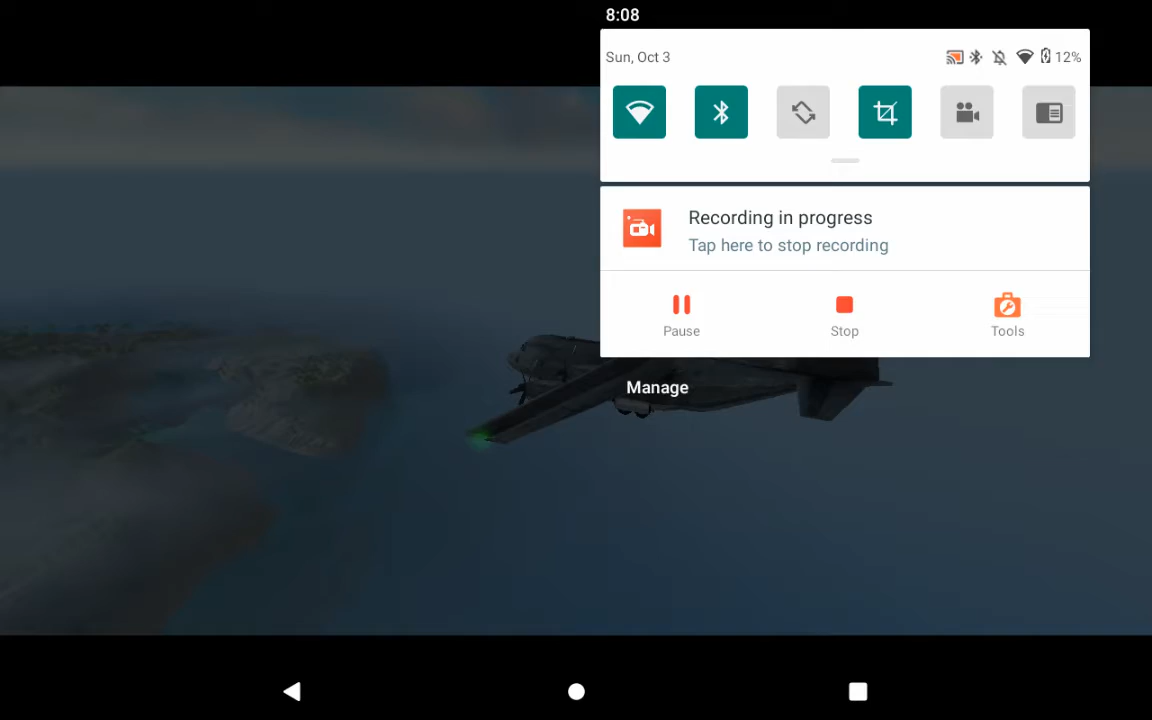 8:08
Sun, Oct 3
12%
Recording in progress
Tap here to stop recording
Pause
Stop
Tools
Manage